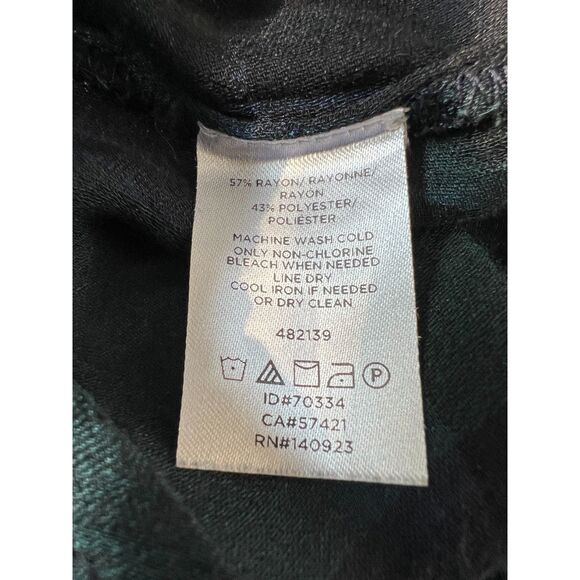 57% RAYON/ RAYONNE/
RAYON
43% POLYESTER/
POLIÉSTER
MACHINE WASH COLD
ONLY NON-CHLORINE
BLEACH WHEN NEEDED
LINE DRY
COOL IRON IF NEEDED
OR DRY CLEAN
482139
P
ID#70334
CA#57421
RN#140923